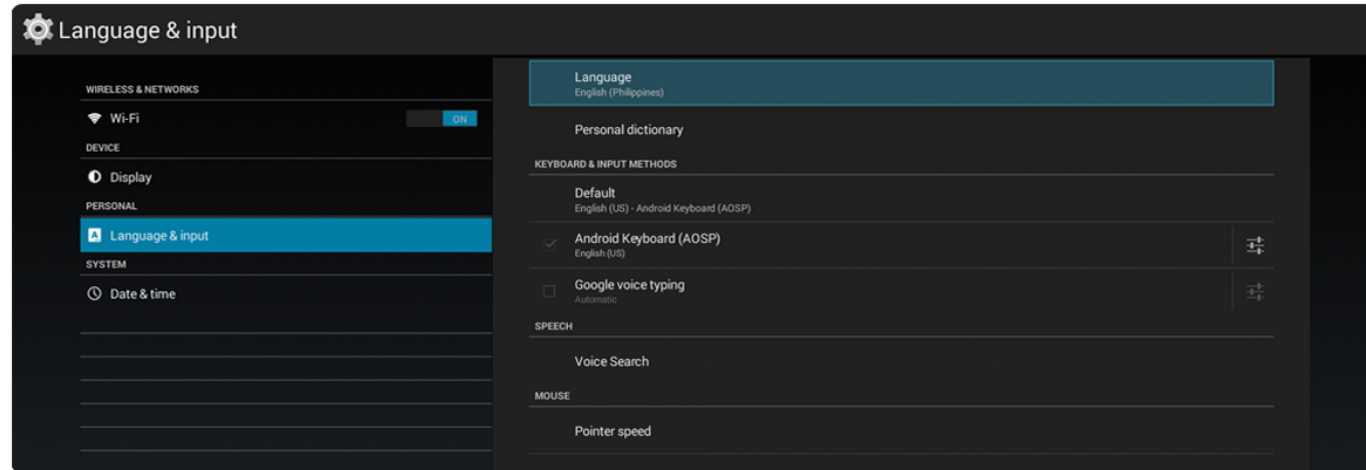 Language & input
WIRELESS & NETWORKS
Wi-Fi
ON
DEVICE
Display
PERSONAL
Language & input
SYSTEM
Date & time
Language
English (Philippines)
Personal dictionary
KEYBOARD & INPUT METHODS
Default
English (US) - Android Keyboard (AOSP)
Android Keyboard (AOSP)
English (US)
Google voice typing
Automatic
SPEECH
Voice Search
MOUSE
Pointer speed